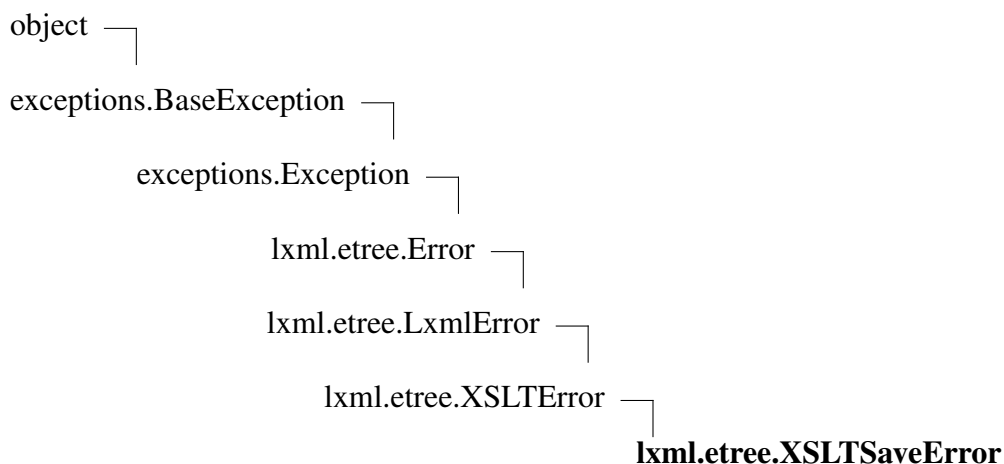 object
exceptions.BaseException
exceptions.Exception
lxml.etree.Error
lxml.etree.LxmlError
lxml.etree.XSLTError
lxml.etree.XSLTSaveError